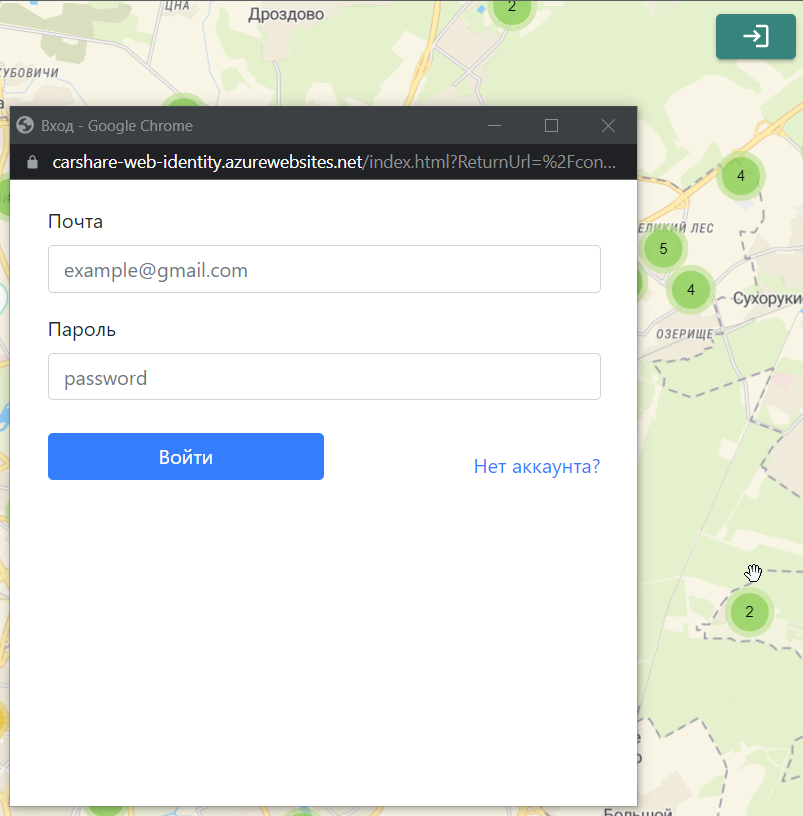 ЦНА
Дроздово
2
КУБОВИЧИ
Вход - Google Chrome
carshare-web-identity.azurewebsites.net/index.html?ReturnUrl=%2Fcon...
4
Почта
ЕЛИКИЙ ЛЕС
5
example@gmail.com
4
Сухоруки
Пароль
ОЗЕРИЩЕ
password
Войти
Нет аккаунта?
2
Большой